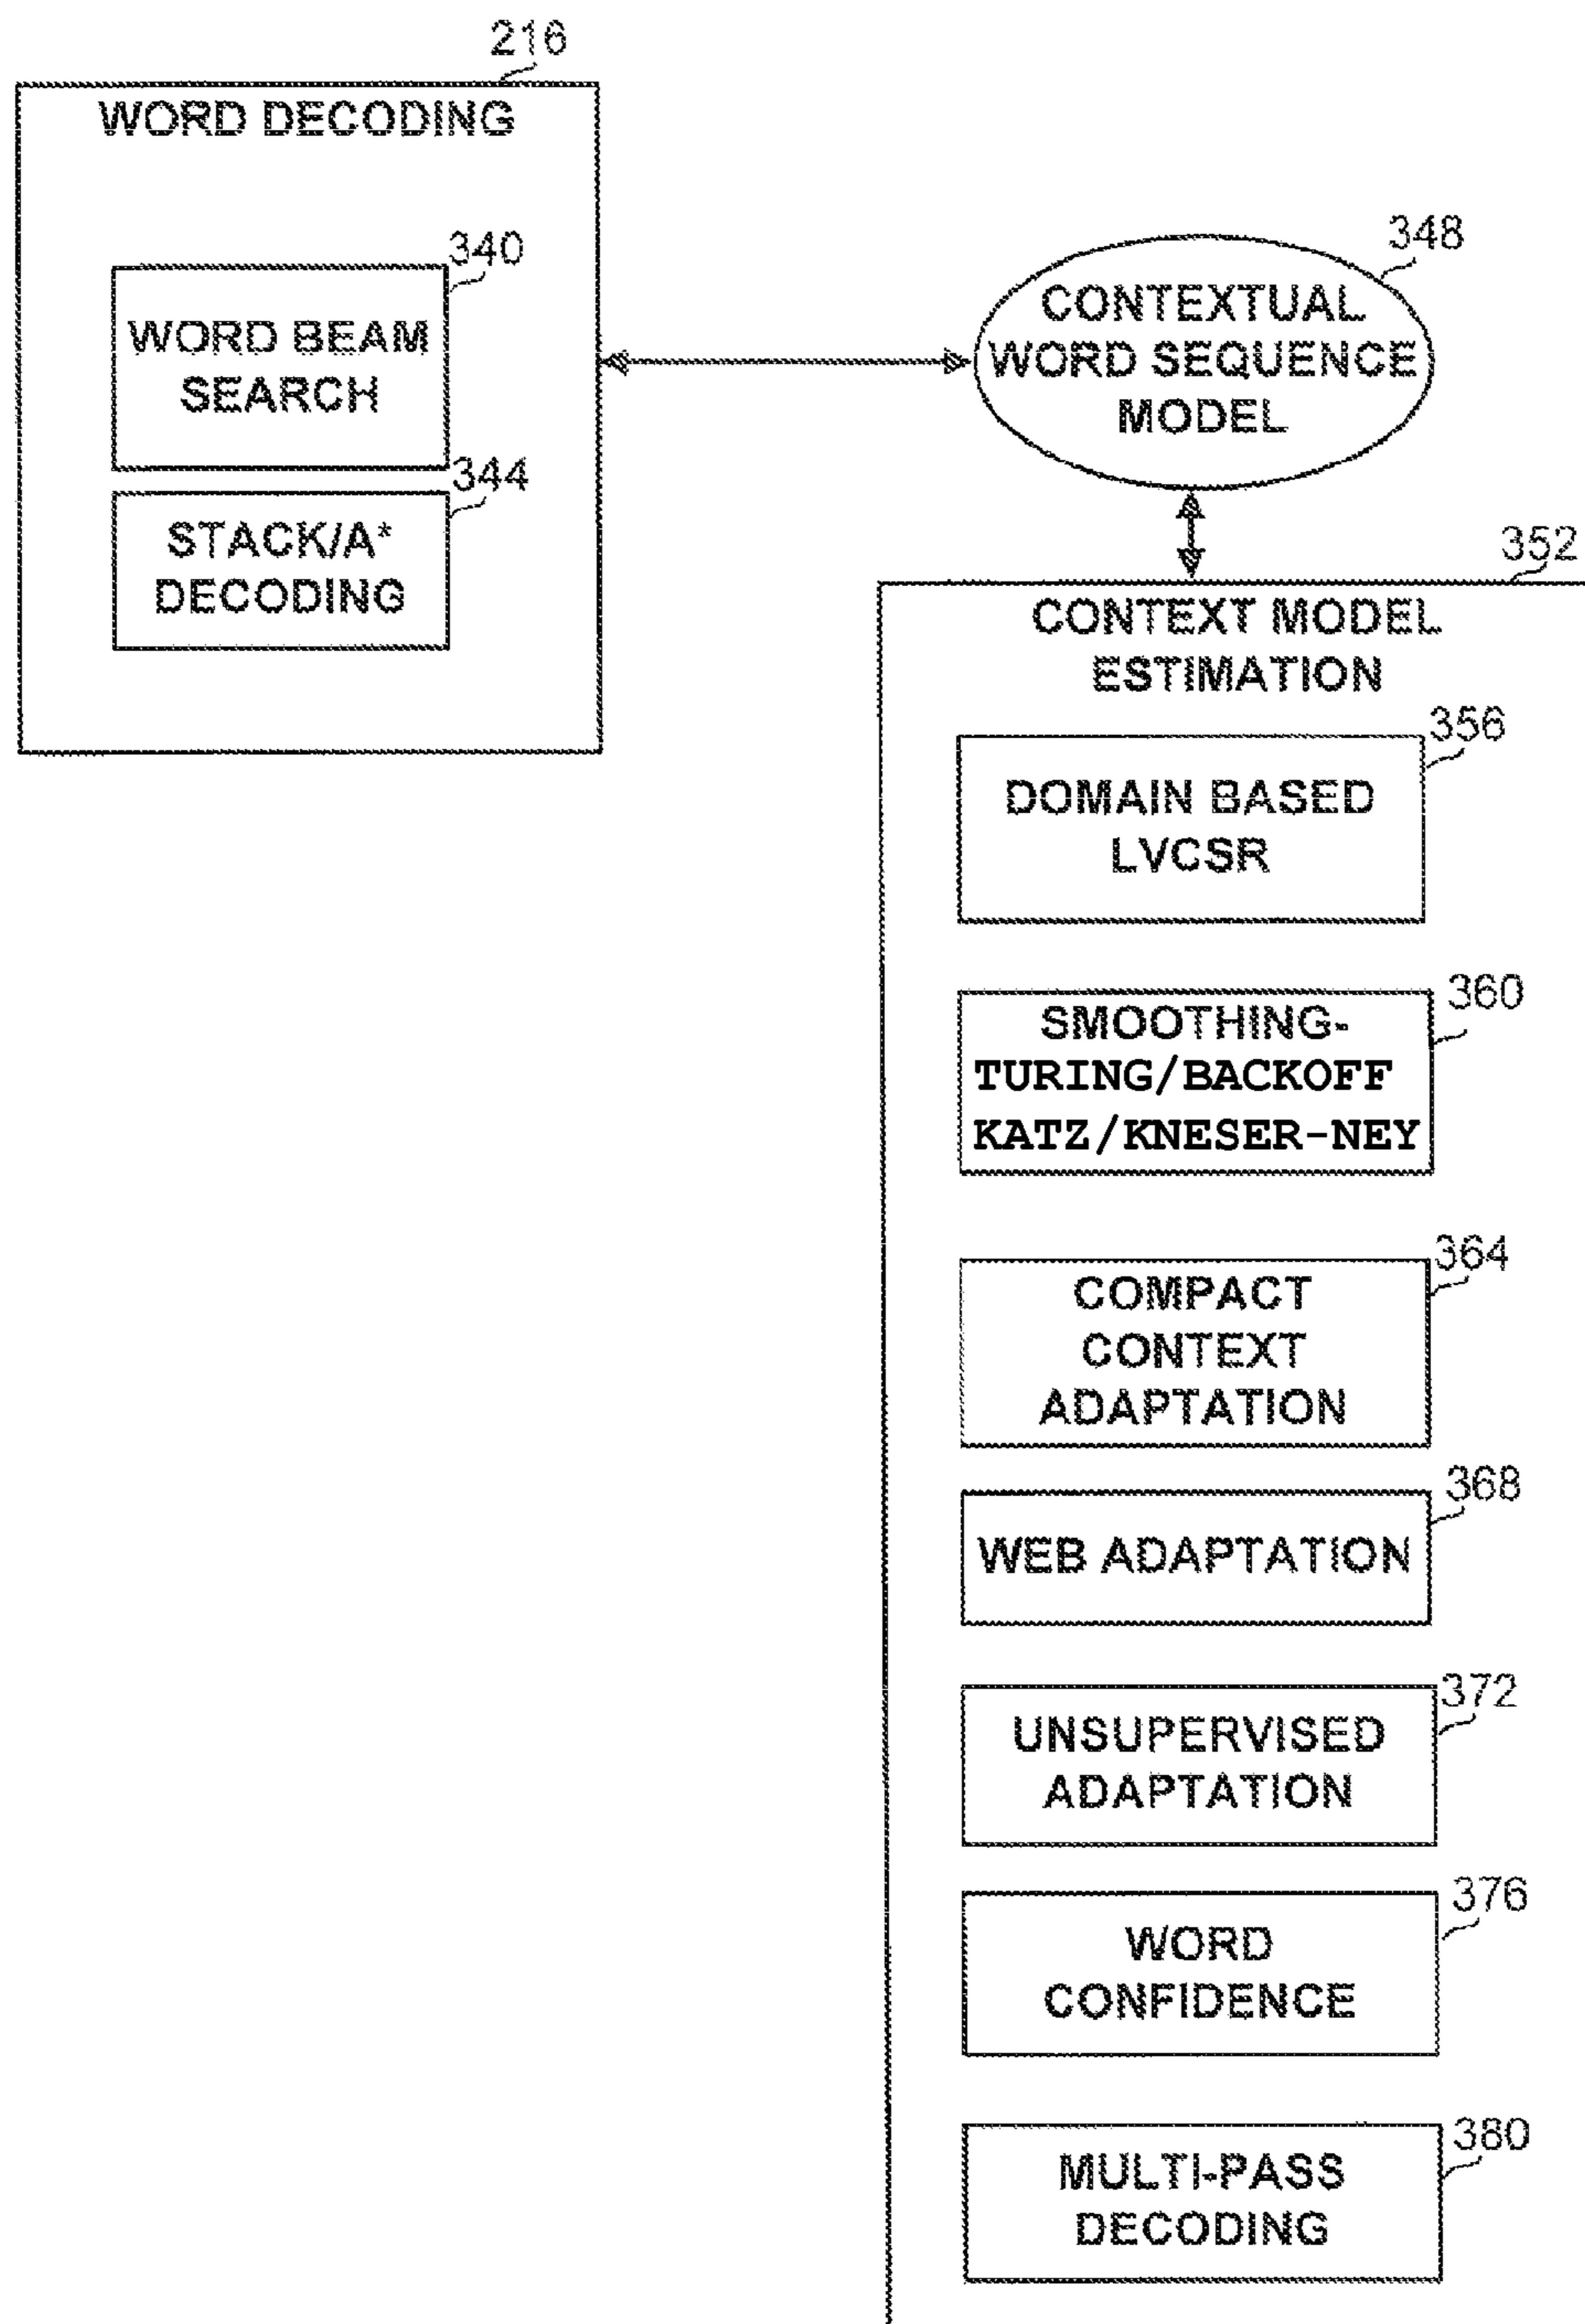 216
WORD DECODING
340
WORD BEAM
SEARCH
344
STACK/A*
DECODING
348
CONTEXTUAL
WORD SEQUENCE
MODEL
352
CONTEXT MODEL
ESTIMATION
356
DOMAIN BASED
LVCSR
360
SMOOTHING-
TURING/BACKOFF
KATZ/KNESER-NEY
364
COMPACT
CONTEXT
ADAPTATION
368
WEB ADAPTATION
372
UNSUPERVISED
ADAPTATION
376
WORD
CONFIDENCE
380
MULTI-PASS
DECODING